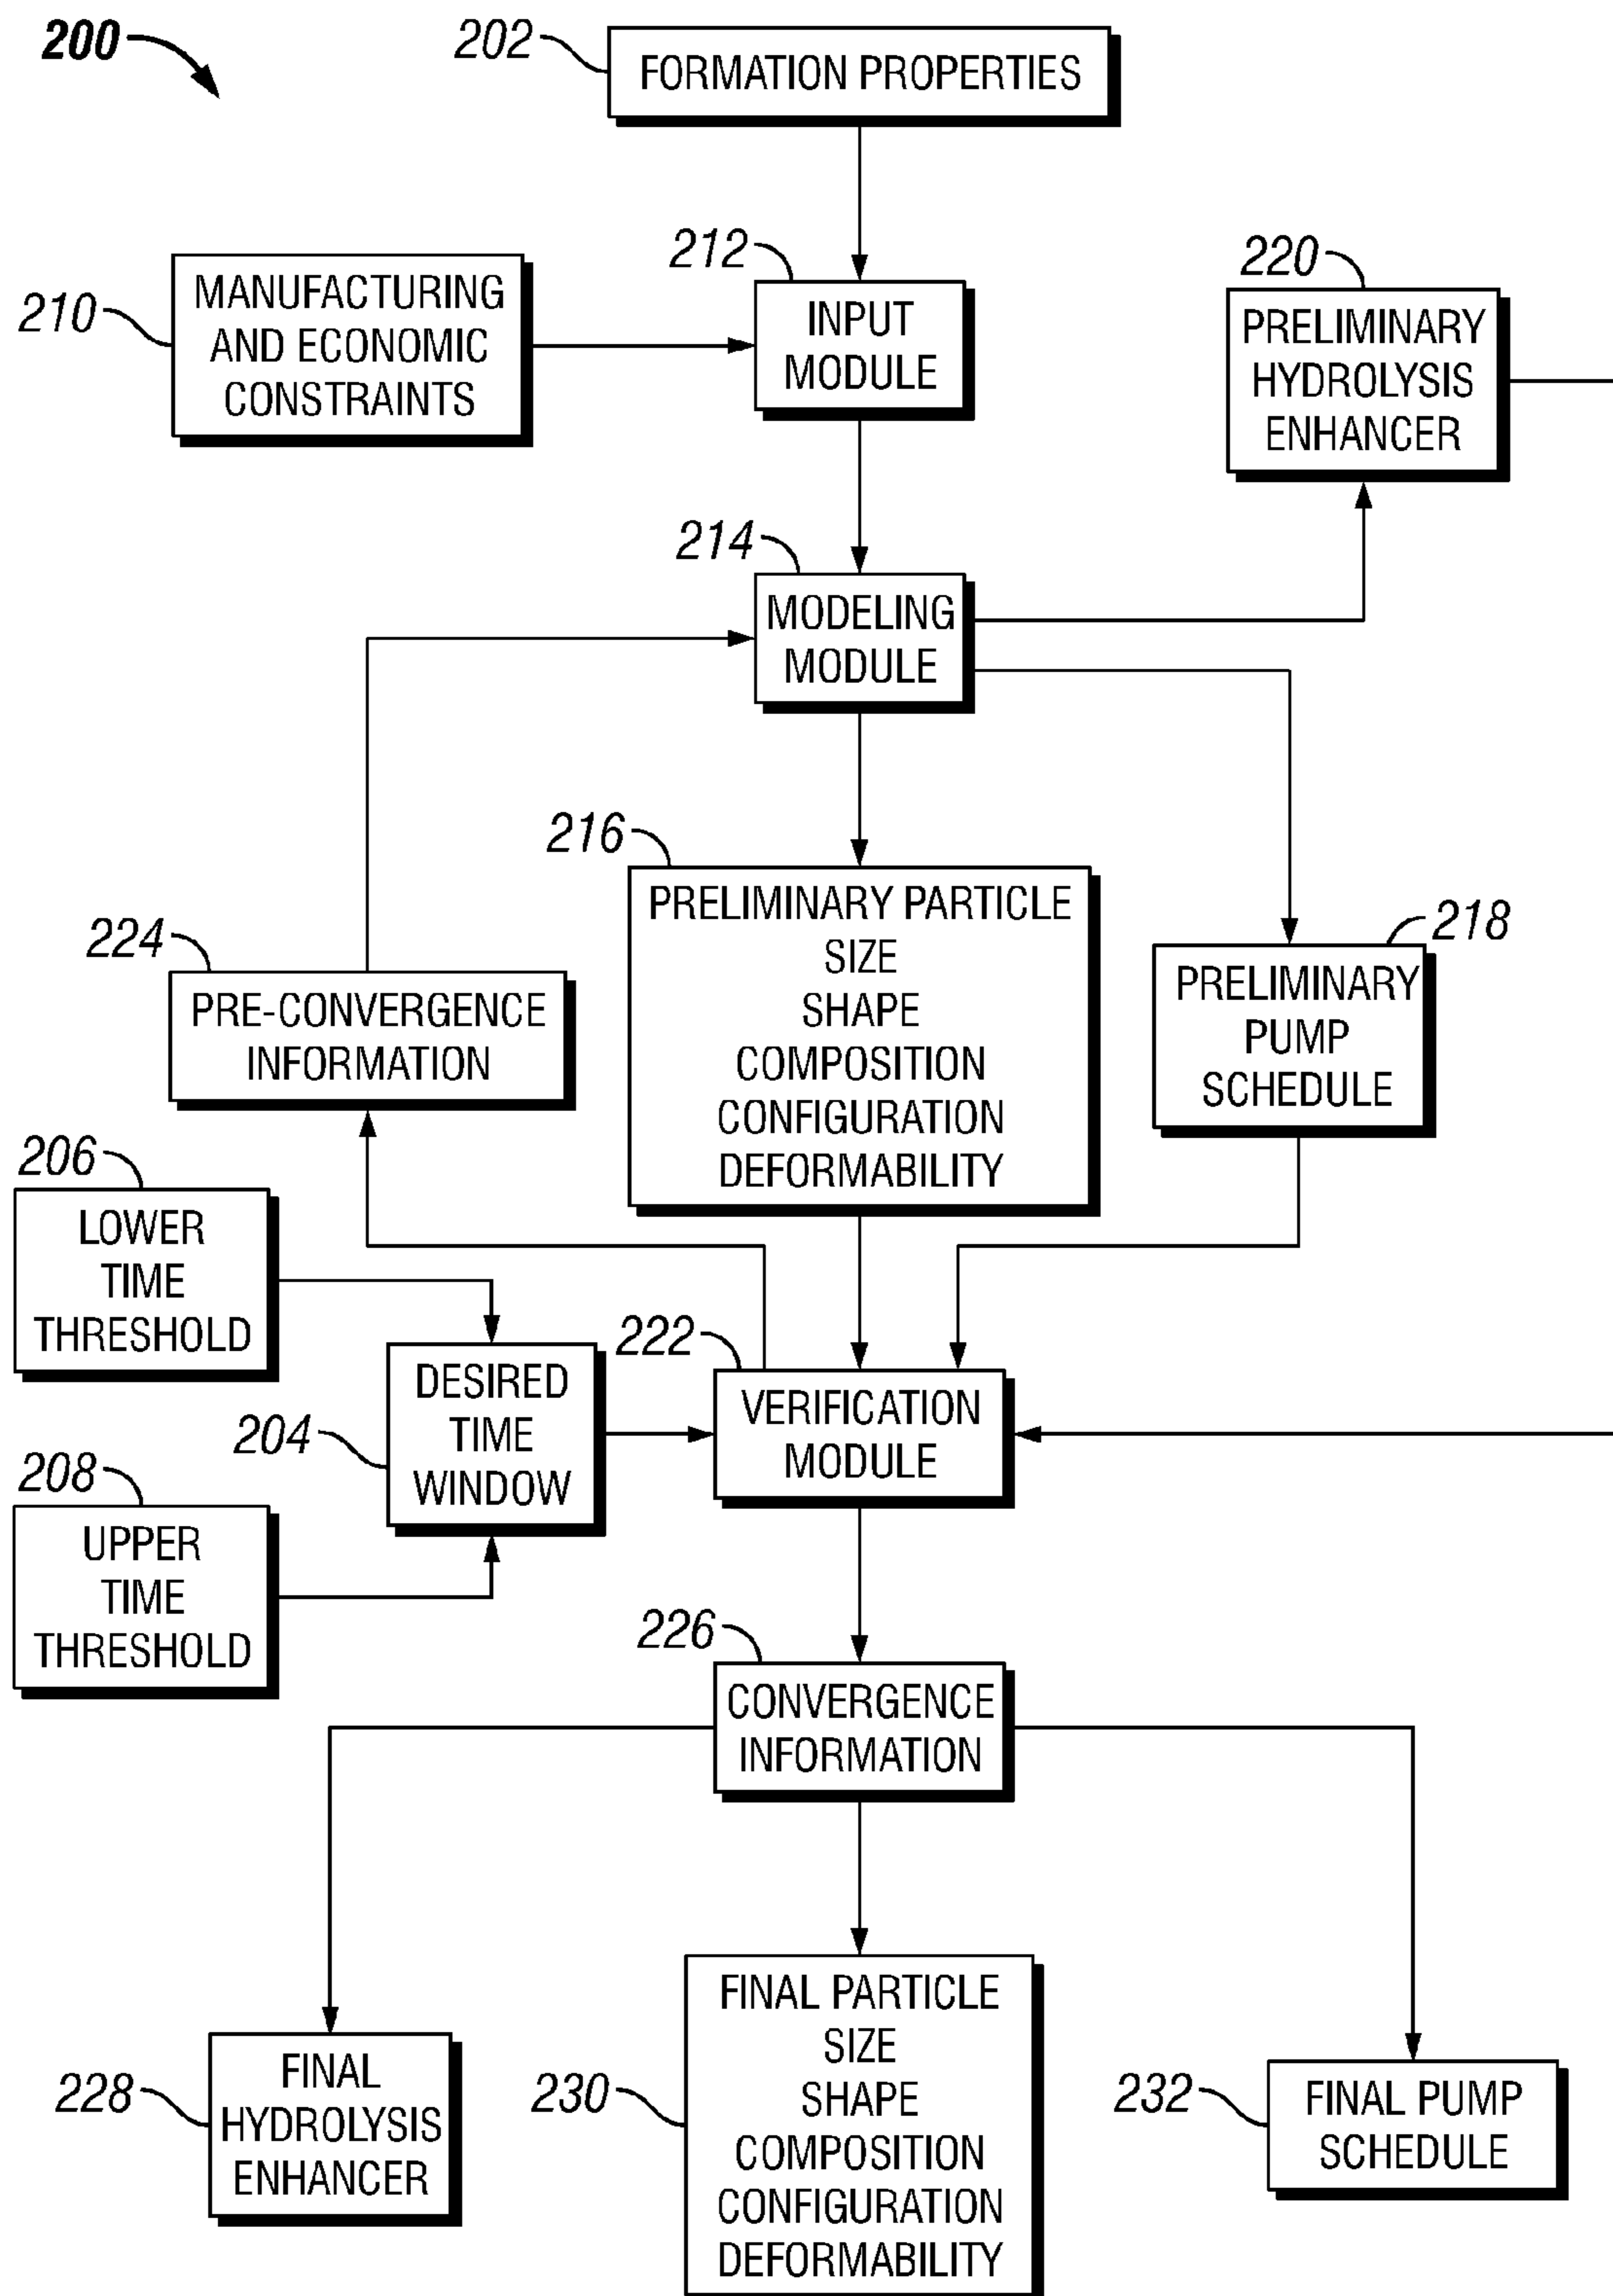 200
202
FORMATION PROPERTIES
210
MANUFACTURING
AND ECONOMIC
CONSTRAINTS
212
INPUT
MODULE
220
PRELIMINARY
HYDROLYSIS
ENHANCER
214
MODELING
MODULE
216
PRELIMINARY PARTICLE
SIZE
SHAPE
COMPOSITION
CONFIGURATION
DEFORMABILITY
218
PRELIMINARY
PUMP
SCHEDULE
224
PRE-CONVERGENCE
INFORMATION
206
LOWER
TIME
THRESHOLD
204
DESIRED
TIME
WINDOW
208
UPPER
TIME
THRESHOLD
222
VERIFICATION
MODULE
226
CONVERGENCE
INFORMATION
228
FINAL
HYDROLYSIS
ENHANCER
230
FINAL PARTICLE
SIZE
SHAPE
COMPOSITION
CONFIGURATION
DEFORMABILITY
232
FINAL PUMP
SCHEDULE